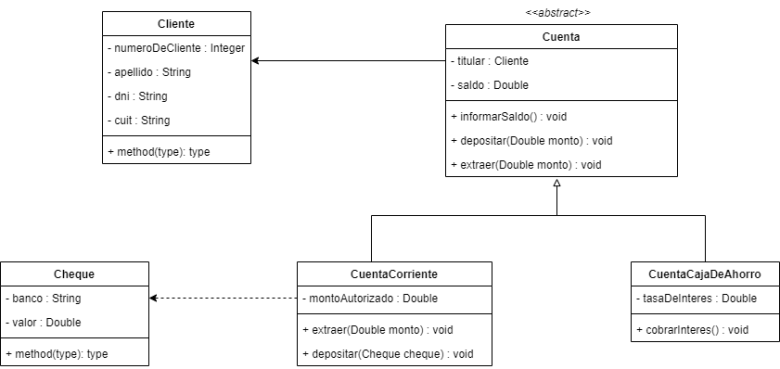 <<abstract>>
Cliente
- numeroDeCliente : Integer
- apellido : String
- dni : String
- cuit : String
+ method(type): type
Cuenta
- titular : Cliente
- saldo : Double
+ informarSaldo() : void
+ depositar(Double monto) : void
+ extraer(Double monto) : void
Cheque
- banco : String
- valor : Double
+ method(type): type
CuentaCorriente
- montoAutorizado : Double
+ extraer(Double monto) : void
+ depositar(Cheque cheque) : void
CuentaCajaDeAhorro
- tasaDeInteres : Double
+ cobrarInteres() : void